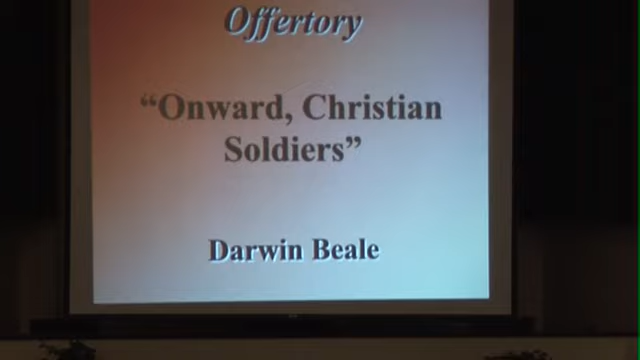 Offertory
“Onward, Christian
Soldiers”
Darwin Beale